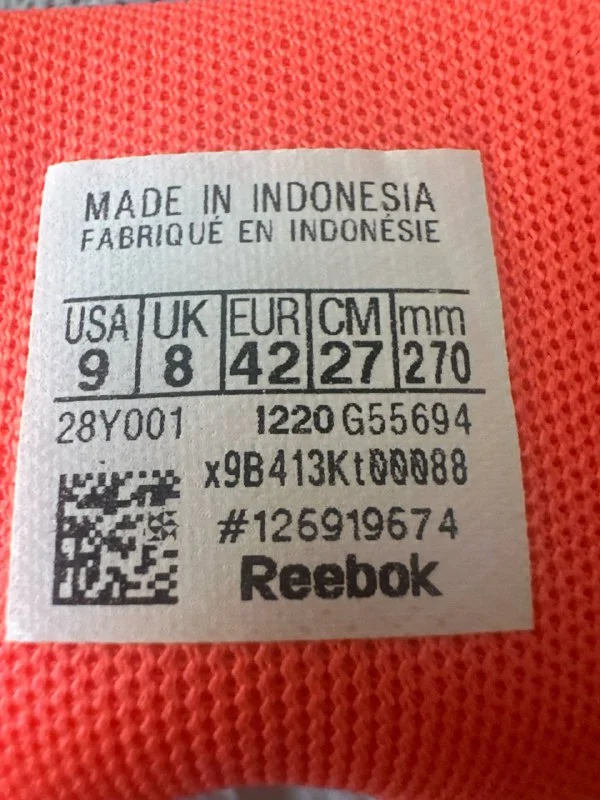 MADE IN INDONESIA
FABRIQUÉ EN INDONÉSIE
USA UK EUR CM mm
9 8 42 27 270
28Y001 1220 G55694
x9B413Kt00088
#126919674
Reebok